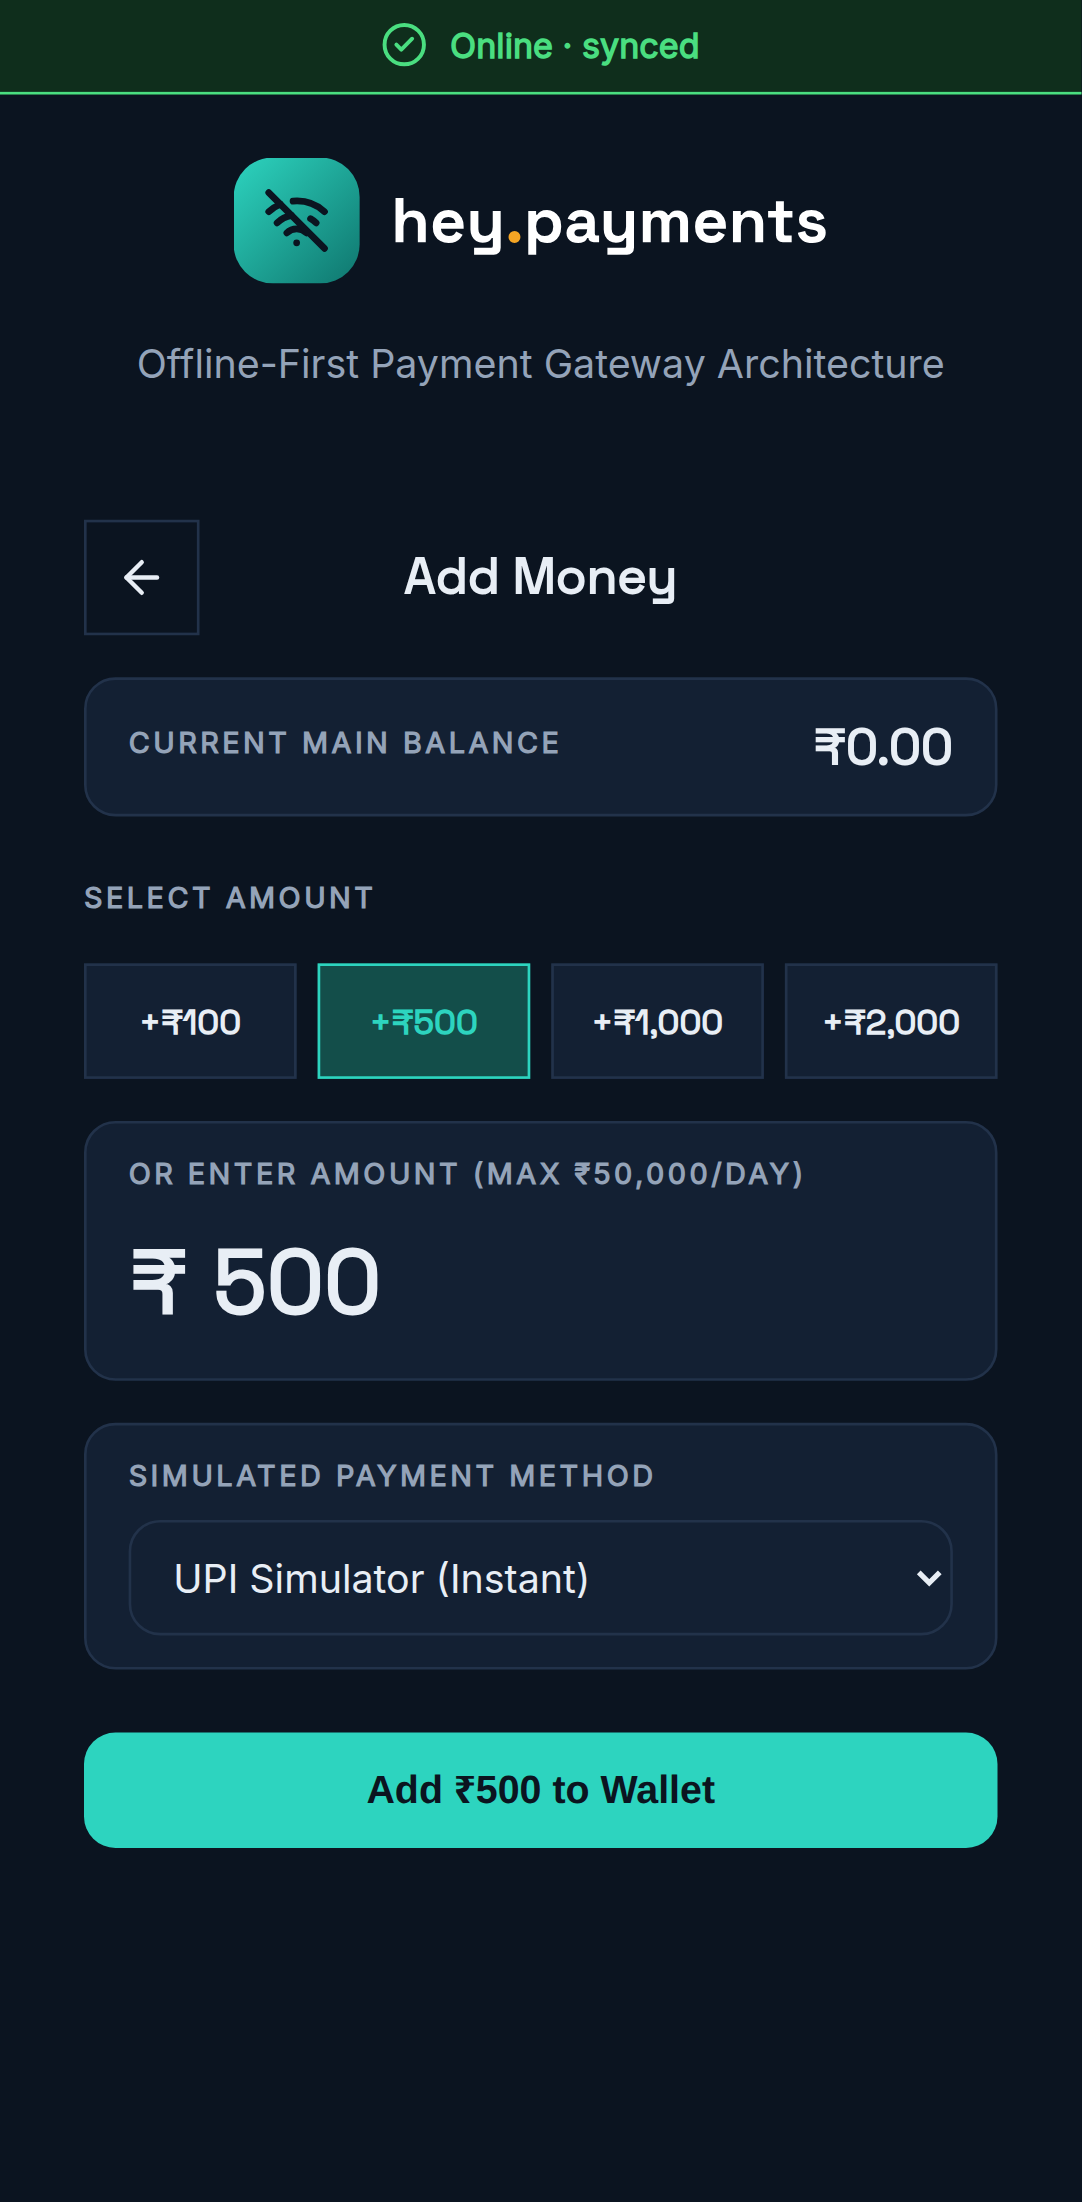 Online · synced
hey.payments
Offline-First Payment Gateway Architecture
Add Money
CURRENT MAIN BALANCE ₹0.00
SELECT AMOUNT
+₹100 +₹500 +₹1,000 +₹2,000
OR ENTER AMOUNT (MAX ₹50,000/DAY)
₹ 500
SIMULATED PAYMENT METHOD
UPI Simulator (Instant)
Add ₹500 to Wallet